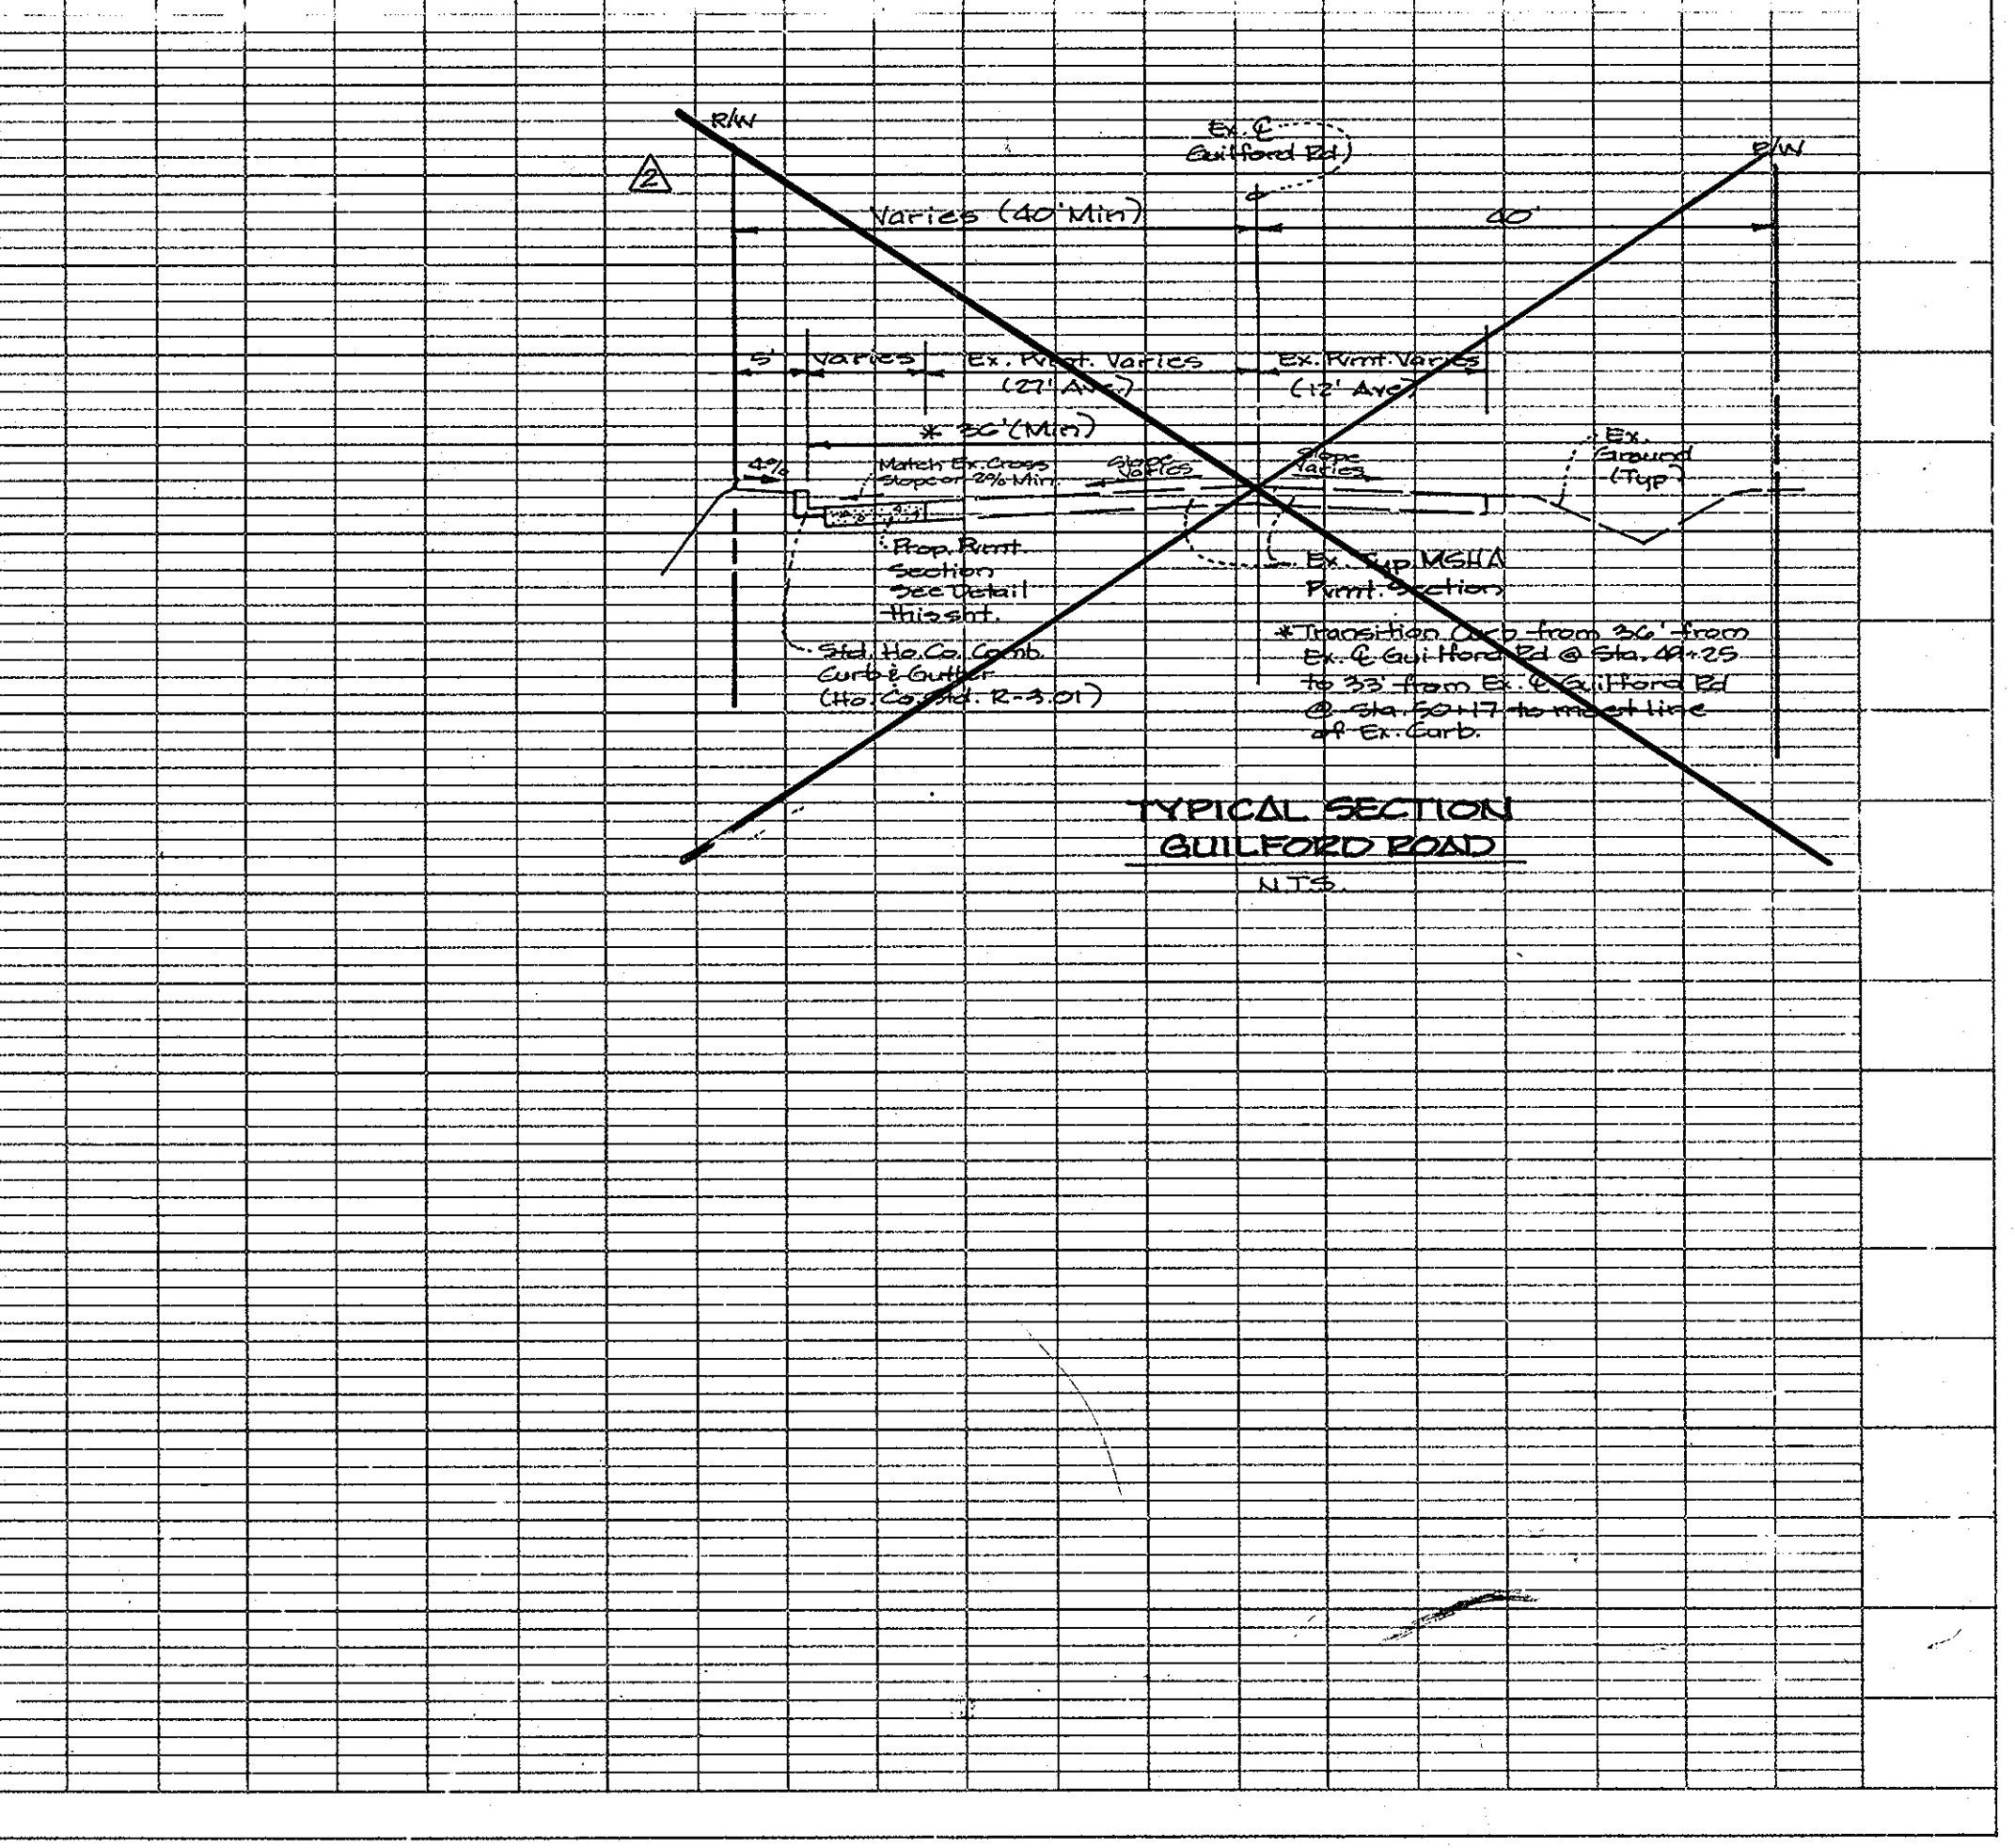 R/W
Ex. ℄
Guilford Rd
R/W
2
Varies (40' Min)
40'
5'
Varies
Ex. Pvmt. Varies
(27' Ave.)
Ex. Pvmt. Varies
(12' Ave)
* 36' (Min)
4%
Match Ex. Cross
Slope or 2% Min.
Slope
Varies
Slope
Varies
Ex.
Ground
(Typ)
Prop. Pvmt.
Section
See Detail
this sht.
Ex. Typ MSHA
Pvmt. Section
Std. Ho. Co. Comb.
Curb & Gutter
(Ho. Co. Std. R-3.01)
*Transition Curb from 36' from
Ex. ℄ Guilford Rd @ Sta. 49+25
to 33' from Ex. ℄ Guilford Rd
@ Sta. 50+17 to meet line
of Ex. Curb.
TYPICAL SECTION
GUILFORD ROAD
N.T.S.